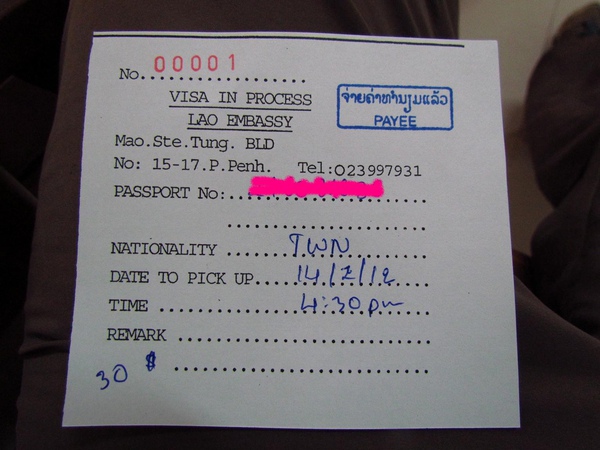 No. 00001
VISA IN PROCESS
LAO EMBASSY
ຈ່າຍຄ່າທຳນຽມແລ້ວ
PAYEE
Mao.Ste.Tung. BLD
No: 15-17.P.Penh. Tel:023997931
PASSPORT No:
NATIONALITY TWN
DATE TO PICK UP 14/2/12
TIME 4:30 pm
REMARK
30 $